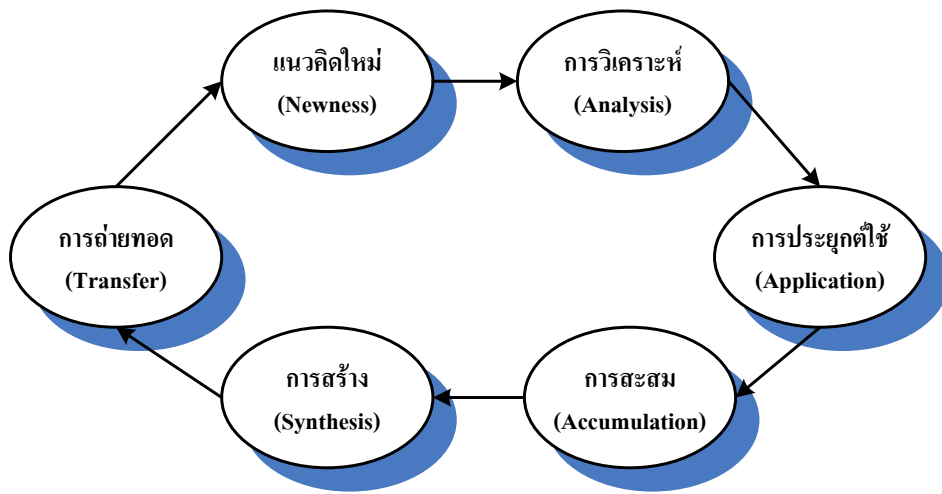 แนวคิดใหม่
(Newness)
การวิเคราะห์
(Analysis)
การประยุกต์ใช้
(Application)
การสะสม
(Accumulation)
การสร้าง
(Synthesis)
การถ่ายทอด
(Transfer)